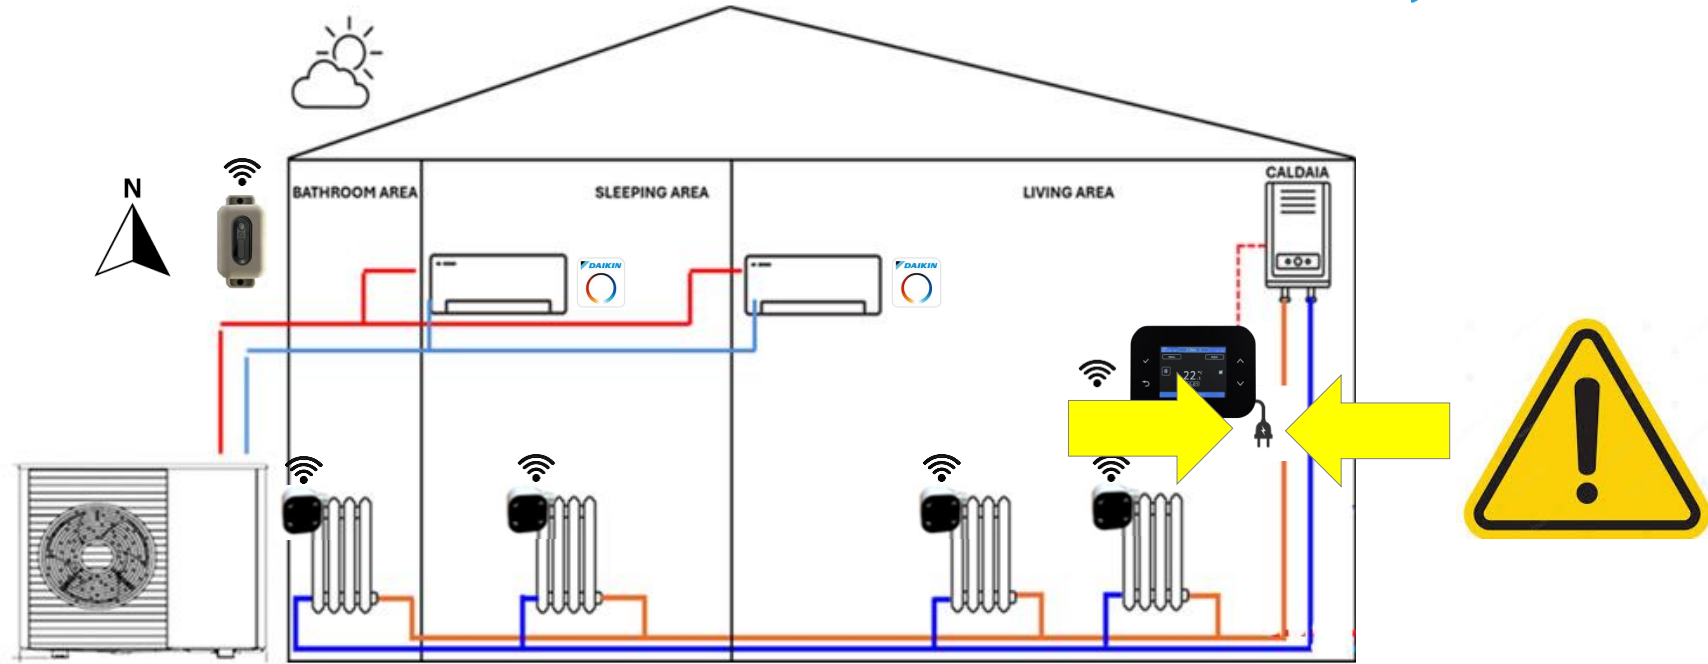 N
BATHROOM AREA
SLEEPING AREA
LIVING AREA
CALDAIA
DAIKIN
DAIKIN
22